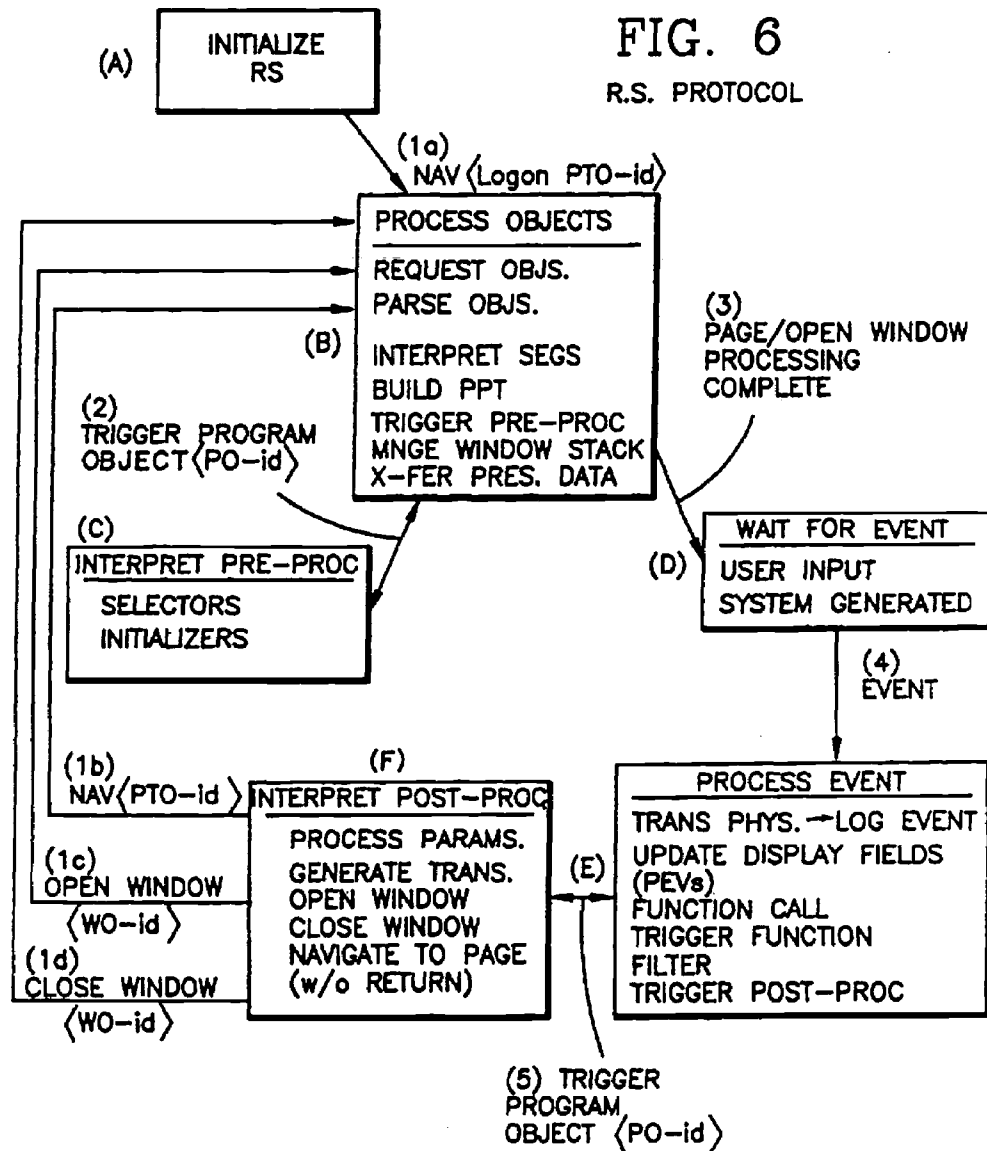 FIG. 6
R.S. PROTOCOL
(A)
INITIALIZE
RS
(1a)
NAV⟨Logon PTO-id⟩
PROCESS OBJECTS
REQUEST OBJS.
PARSE OBJS.
(B)
INTERPRET SEGS
BUILD PPT
TRIGGER PRE-PROC
MNGE WINDOW STACK
X-FER PRES. DATA
(2)
TRIGGER PROGRAM
OBJECT⟨PO-id⟩
(3)
PAGE/OPEN WINDOW
PROCESSING
COMPLETE
(C)
INTERPRET PRE-PROC
SELECTORS
INITIALIZERS
(D)
WAIT FOR EVENT
USER INPUT
SYSTEM GENERATED
(4)
EVENT
(1b)
NAV⟨PTO-id⟩
(1c)
OPEN WINDOW
⟨WO-id⟩
(1d)
CLOSE WINDOW
⟨WO-id⟩
(F)
INTERPRET POST-PROC
PROCESS PARAMS.
GENERATE TRANS.
OPEN WINDOW
CLOSE WINDOW
NAVIGATE TO PAGE
(w/o RETURN)
(E)
PROCESS EVENT
TRANS PHYS.→LOG EVENT
UPDATE DISPLAY FIELDS
(PEVs)
FUNCTION CALL
TRIGGER FUNCTION
FILTER
TRIGGER POST-PROC
(5) TRIGGER
PROGRAM
OBJECT ⟨PO-id⟩